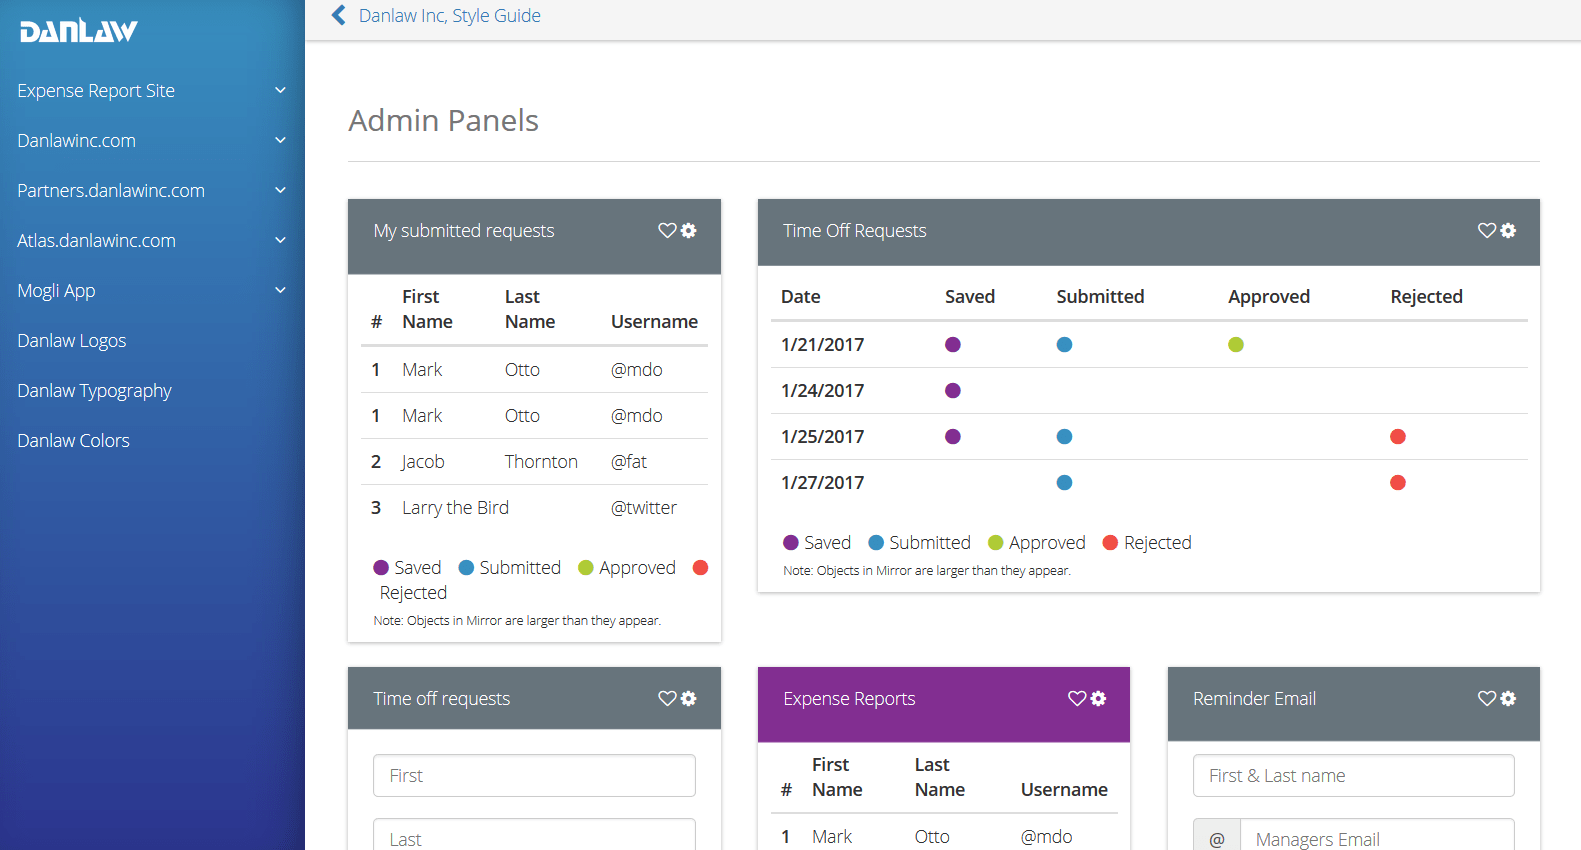 DANLAW
Expense Report Site
Danlawinc.com
Partners.danlawinc.com
Atlas.danlawinc.com
Mogli App
Danlaw Logos
Danlaw Typography
Danlaw Colors
Danlaw Inc, Style Guide
Admin Panels
My submitted requests
# First Name Last Name Username
1 Mark Otto @mdo
1 Mark Otto @mdo
2 Jacob Thornton @fat
3 Larry the Bird @twitter
Saved Submitted Approved
Rejected
Note: Objects in Mirror are larger than they appear.
Time Off Requests
Date Saved Submitted Approved Rejected
1/21/2017
1/24/2017
1/25/2017
1/27/2017
Saved Submitted Approved Rejected
Note: Objects in Mirror are larger than they appear.
Time off requests
First
Last
Expense Reports
# First Name Last Name Username
1 Mark Otto @mdo
Reminder Email
First & Last name
@ Managers Email